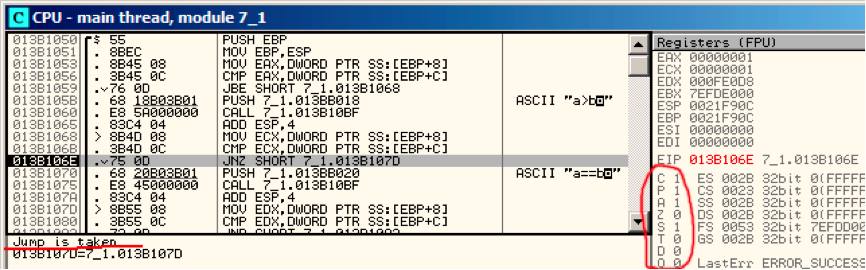 CPU - main thread, module 7_1
013B1050 $ 55 PUSH EBP
013B1051 . 8BEC MOV EBP,ESP
013B1053 . 8B45 08 MOV EAX,DWORD PTR SS:[EBP+8]
013B1056 . 3B45 0C CMP EAX,DWORD PTR SS:[EBP+C]
013B1059 .v76 0D JBE SHORT 7_1.013B1068
013B105B . 68 18B03B01 PUSH 7_1.013BB018 ASCII "a>b◘"
013B1060 . E8 5A000000 CALL 7_1.013B10BF
013B1065 . 83C4 04 ADD ESP,4
013B1068 > 8B4D 08 MOV ECX,DWORD PTR SS:[EBP+8]
013B106B . 3B4D 0C CMP ECX,DWORD PTR SS:[EBP+C]
013B106E .v75 0D JNZ SHORT 7_1.013B107D
013B1070 . 68 20B03B01 PUSH 7_1.013BB020 ASCII "a==b◘"
013B1075 . E8 45000000 CALL 7_1.013B10BF
013B107A . 83C4 04 ADD ESP,4
013B107D > 8B55 08 MOV EDX,DWORD PTR SS:[EBP+8]
013B1080 . 3B55 0C CMP EDX,DWORD PTR SS:[EBP+C]
Jump is taken
013B107D=7_1.013B107D
Registers (FPU)
EAX 00000001
ECX 00000001
EDX 000FE0D8
EBX 7EFDE000
ESP 0021F90C
EBP 0021F90C
ESI 00000000
EDI 00000000
EIP 013B106E 7_1.013B106E
C 1 ES 002B 32bit 0(FFFFF
P 1 CS 0023 32bit 0(FFFFF
A 1 SS 002B 32bit 0(FFFFF
Z 0 DS 002B 32bit 0(FFFFF
S 1 FS 0053 32bit 7EFDD00
T 0 GS 002B 32bit 0(FFFFF
D 0
O 0 LastErr ERROR_SUCCESS